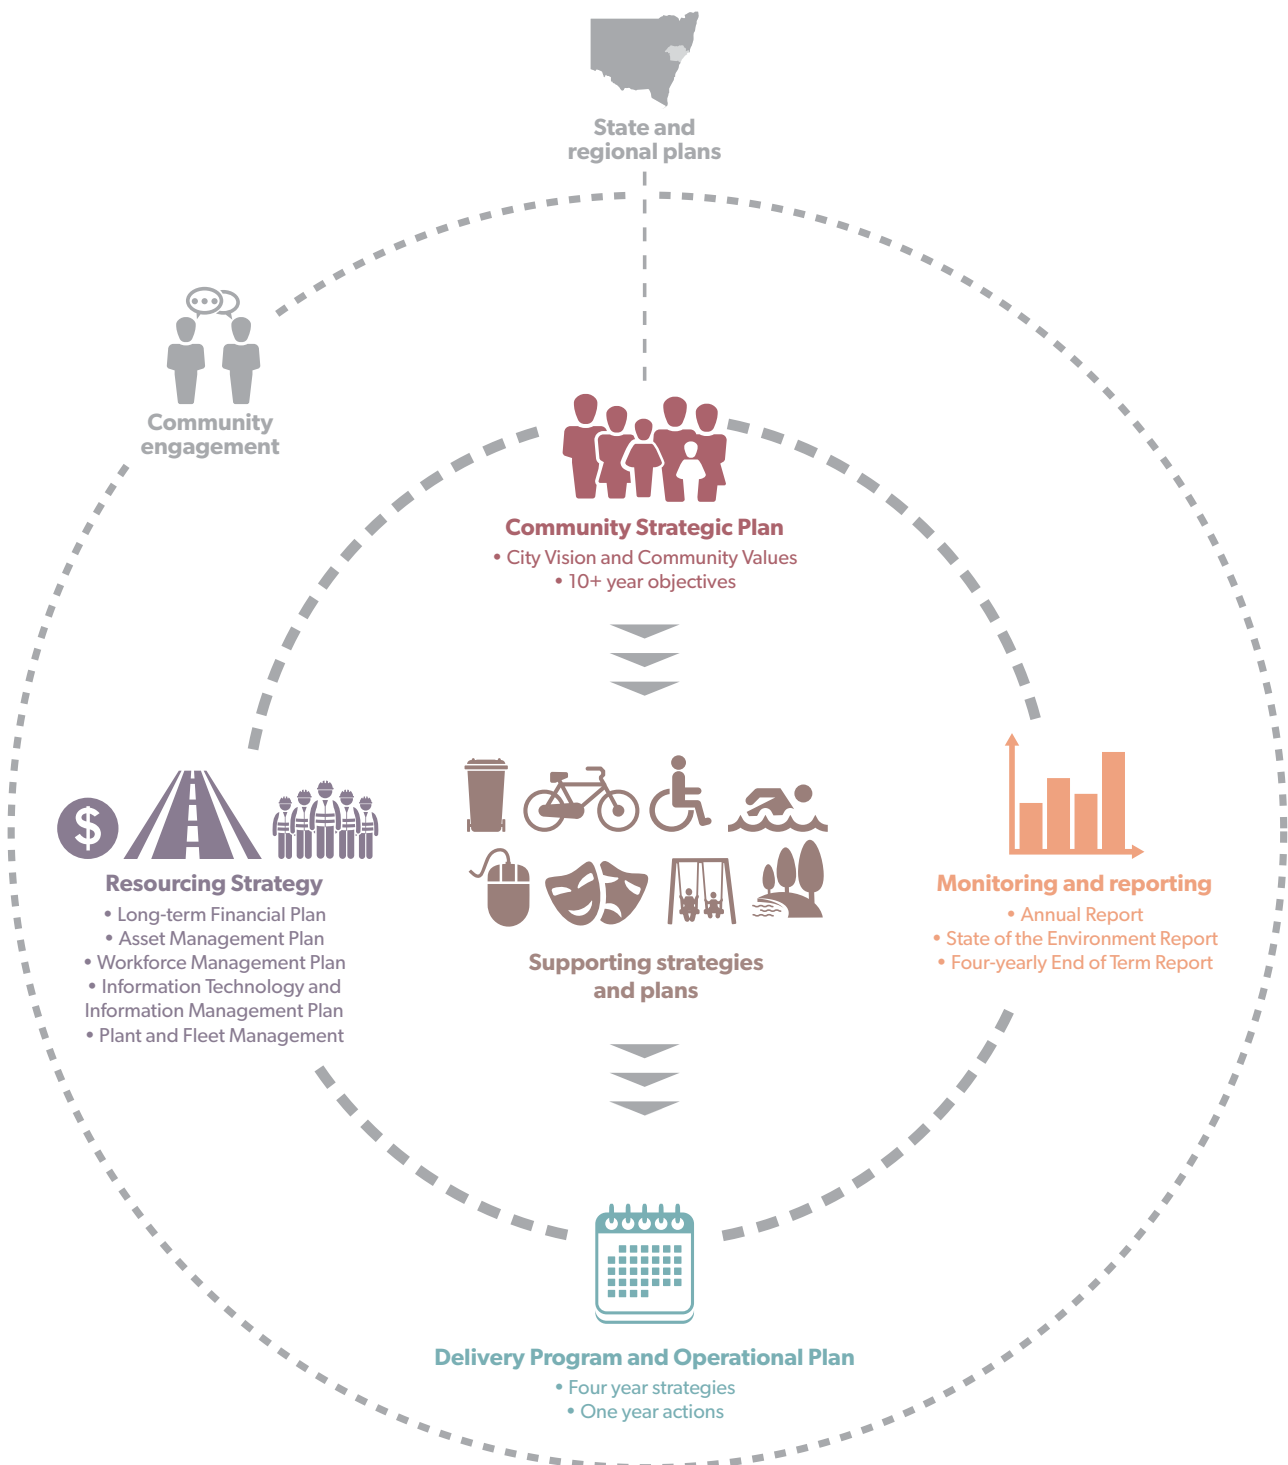 State and
regional plans
Community
engagement
Community Strategic Plan
• City Vision and Community Values
• 10+ year objectives
$
Resourcing Strategy
• Long-term Financial Plan
• Asset Management Plan
• Workforce Management Plan
• Information Technology and
Information Management Plan
• Plant and Fleet Management
Supporting strategies
and plans
Monitoring and reporting
• Annual Report
• State of the Environment Report
• Four-yearly End of Term Report
Delivery Program and Operational Plan
• Four year strategies
• One year actions